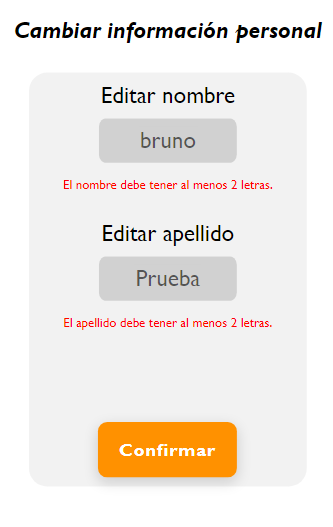 Cambiar información personal
Editar nombre
bruno
El nombre debe tener al menos 2 letras.
Editar apellido
Prueba
El apellido debe tener al menos 2 letras.
Confirmar